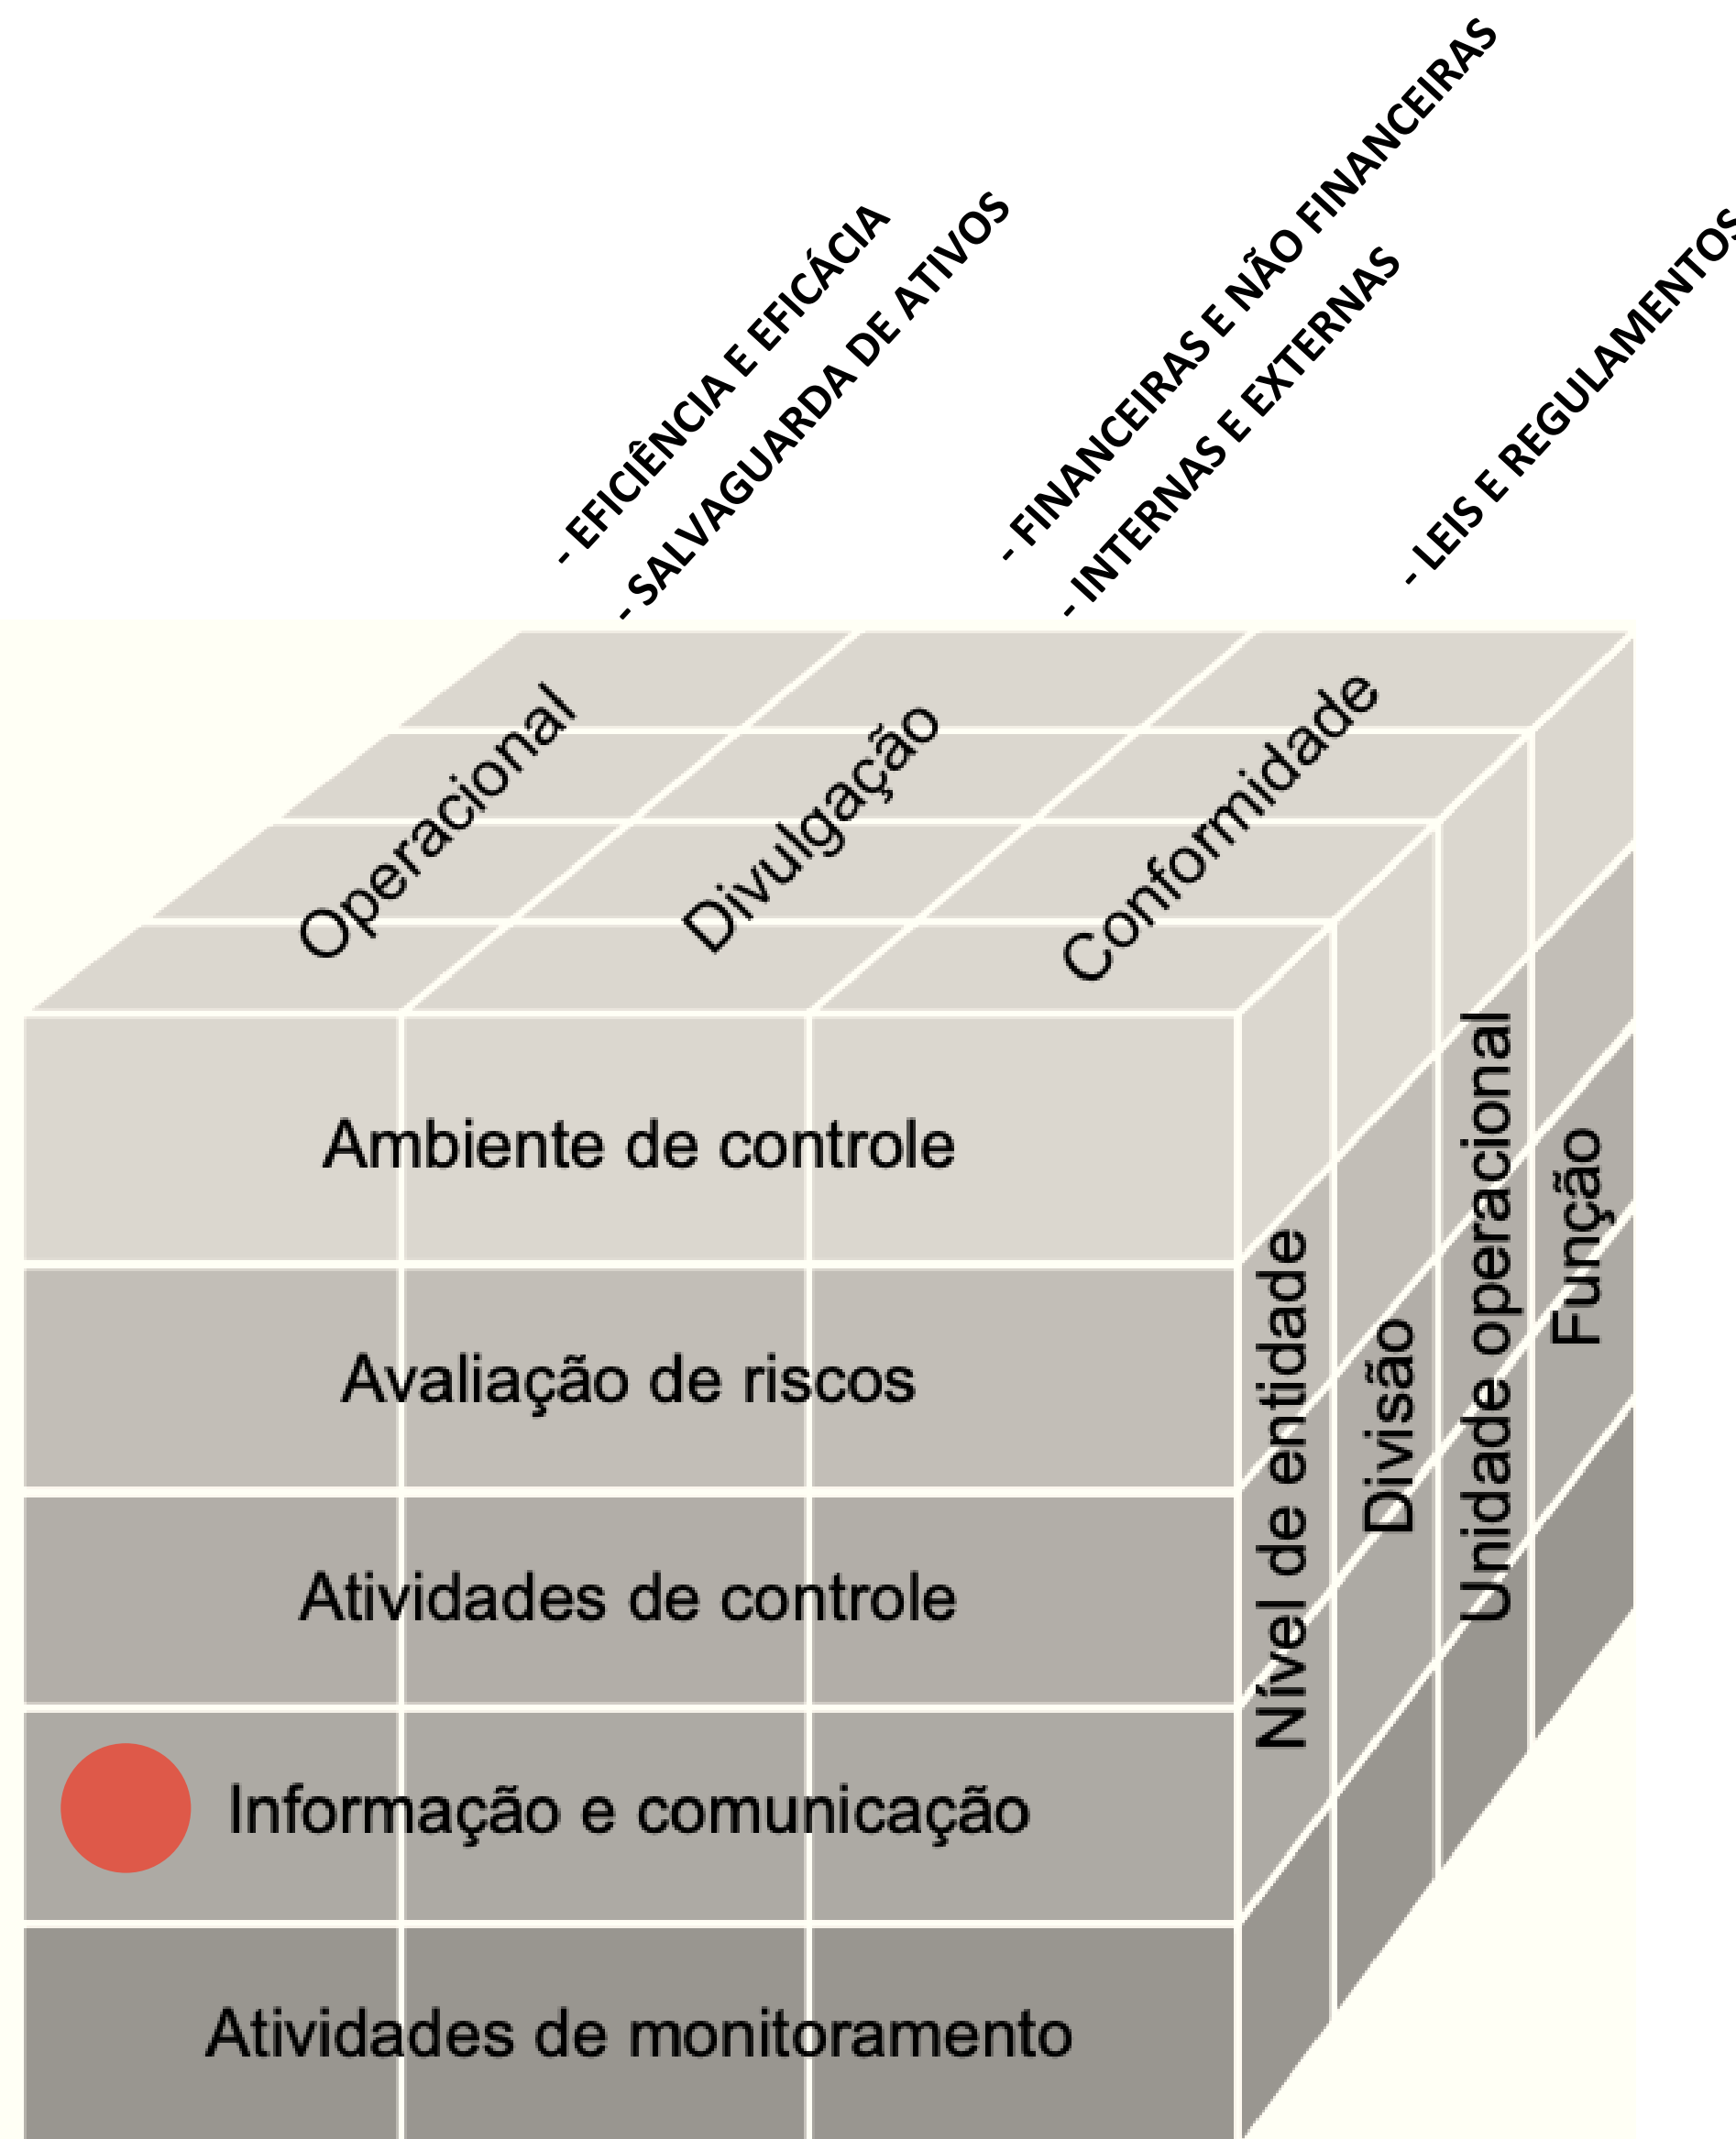 - EFICIÊNCIA E EFICÁCIA
- SALVAGUARDA DE ATIVOS
- FINANCEIRAS E NÃO FINANCEIRAS
- INTERNAS E EXTERNAS
- LEIS E REGULAMENTOS
Operacional
Divulgação
Conformidade
Ambiente de controle
Avaliação de riscos
Atividades de controle
Informação e comunicação
Atividades de monitoramento
Nível de entidade
Divisão
Unidade operacional
Função